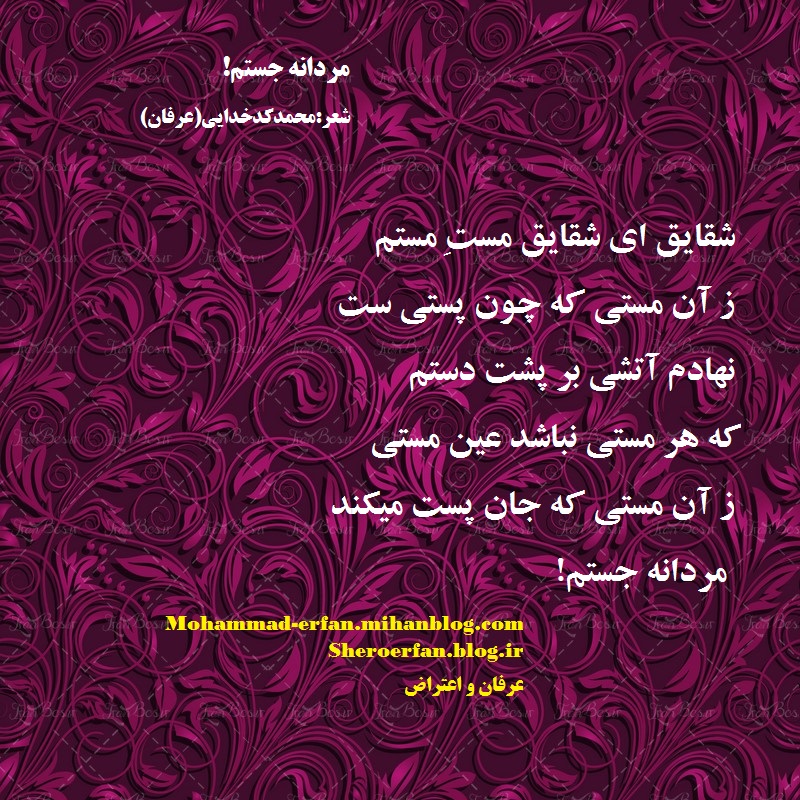 مردانه جستم!
شعر:محمدکدخدایی(عرفان)
شقایق ای شقایق مستِ مستم
ز آن مستی که چون پستی ست
نهادم آتشی بر پشت دستم
که هر مستی نباشد عین مستی
ز آن مستی که جان پست میکند
مردانه جستم!
Mohammad-erfan.mihanblog.com
Sheroerfan.blog.ir
عرفان و اعتراض